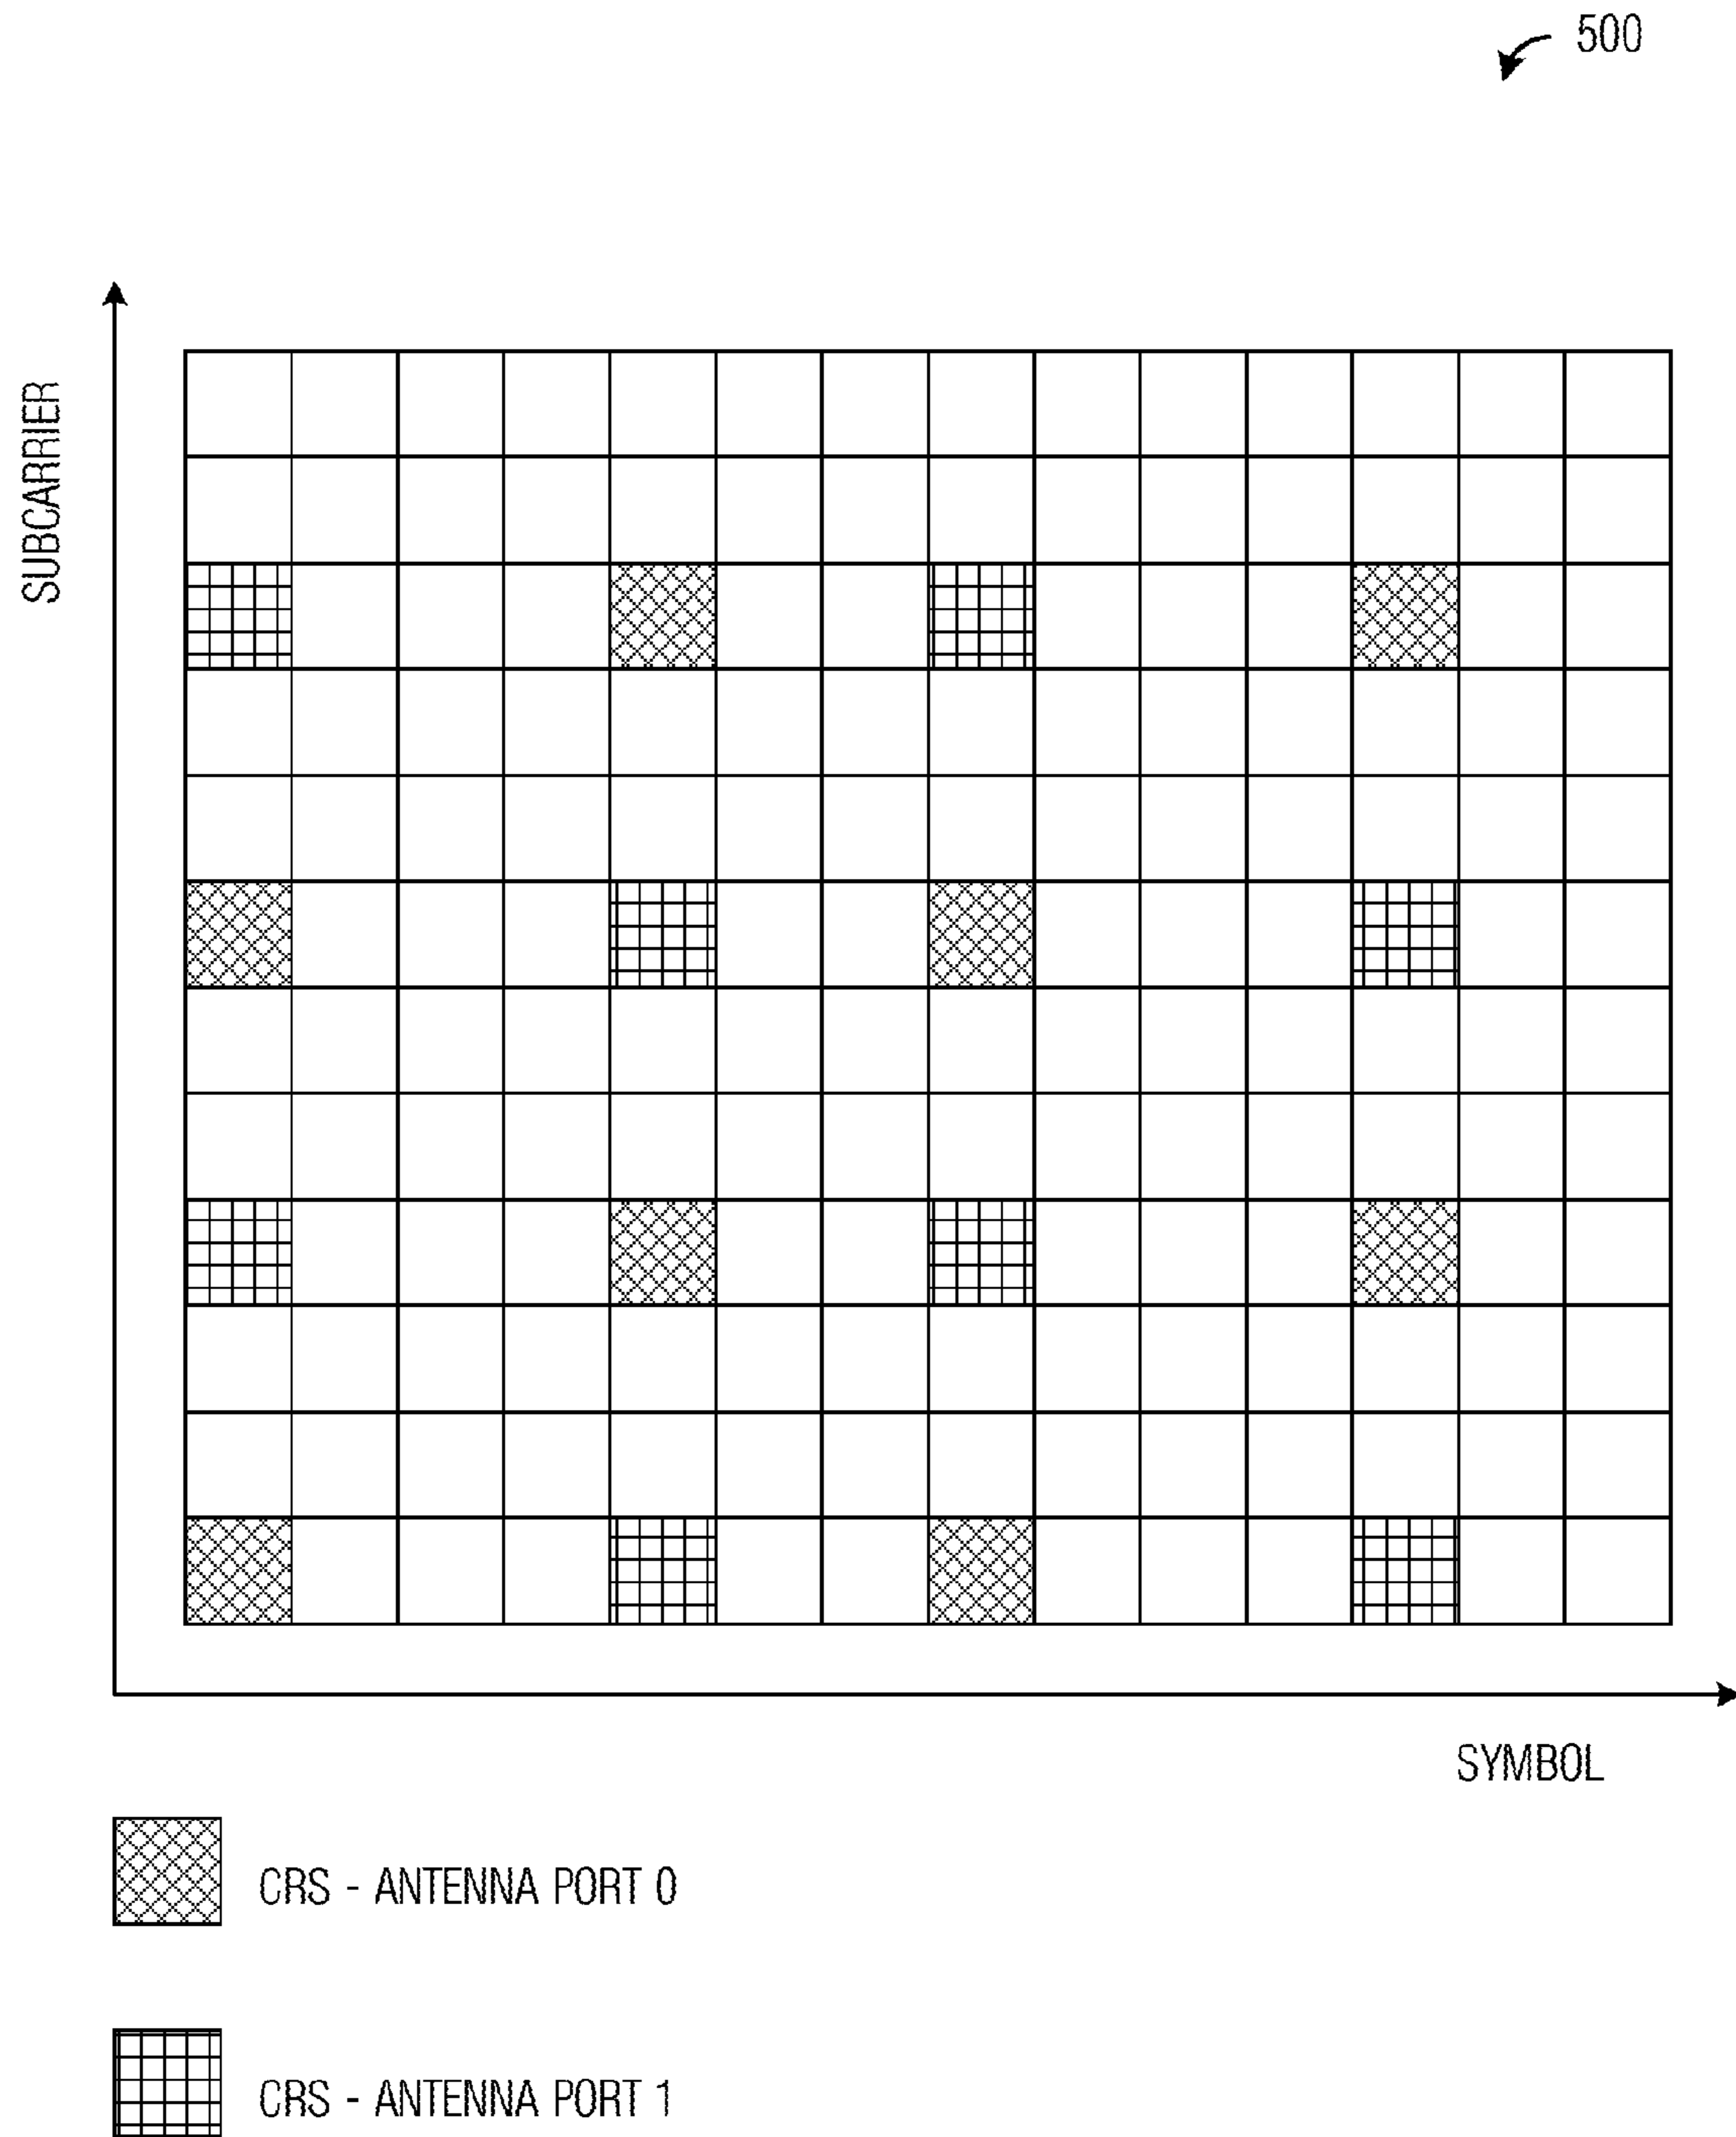 500
SUBCARRIER
SYMBOL
CRS - ANTENNA PORT 0
CRS - ANTENNA PORT 1